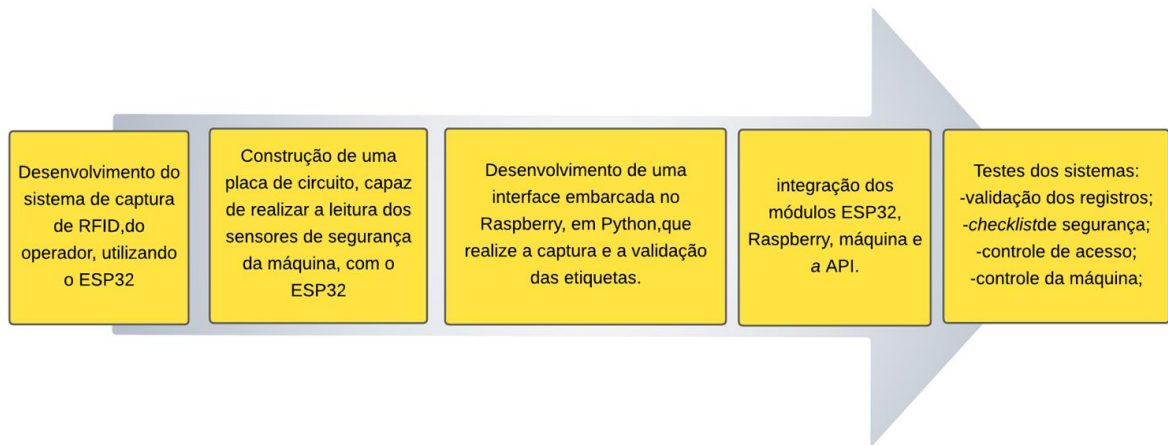 Desenvolvimento do
sistema de captura
de RFID,do
operador, utilizando
o ESP32
Construção de uma
placa de circuito, capaz
de realizar a leitura dos
sensores de segurança
da máquina, com o
ESP32
Desenvolvimento de uma
interface embarcada no
Raspberry, em Python,que
realize a captura e a validação
das etiquetas.
integração dos
módulos ESP32,
Raspberry, máquina e
a API.
Testes dos sistemas:
-validação dos registros;
-checklistde segurança;
-controle de acesso;
-controle da máquina;